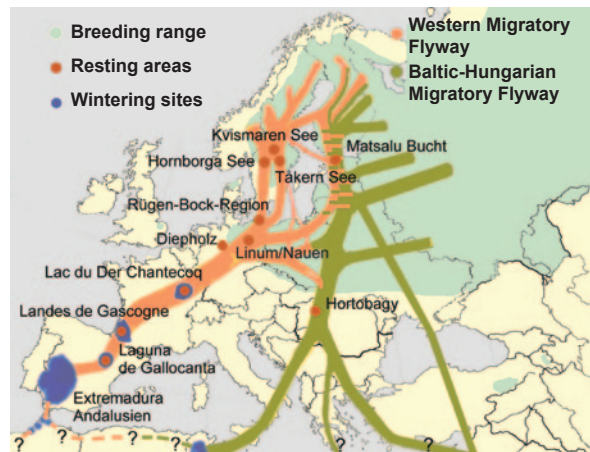 Breeding range
Resting areas
Wintering sites
Western Migratory
Flyway
Baltic-Hungarian
Migratory Flyway
Kvismaren See
Hornborga See
Matsalu Bucht
Takern See
Rügen-Bock-Region
Diepholz
Linum/Nauen
Lac du Der Chantecoq
Landes de Gascogne
Hortobagy
Laguna
de Gallocanta
Extremadura
Andalusien
? ? ? ? ?